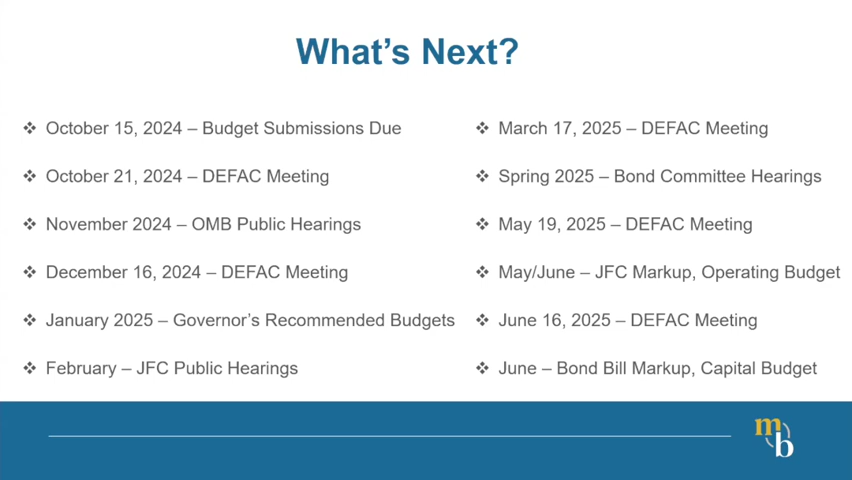 What's Next?
❖ October 15, 2024 – Budget Submissions Due
❖ October 21, 2024 – DEFAC Meeting
❖ November 2024 – OMB Public Hearings
❖ December 16, 2024 – DEFAC Meeting
❖ January 2025 – Governor's Recommended Budgets
❖ February – JFC Public Hearings
❖ March 17, 2025 – DEFAC Meeting
❖ Spring 2025 – Bond Committee Hearings
❖ May 19, 2025 – DEFAC Meeting
❖ May/June – JFC Markup, Operating Budget
❖ June 16, 2025 – DEFAC Meeting
❖ June – Bond Bill Markup, Capital Budget
mb